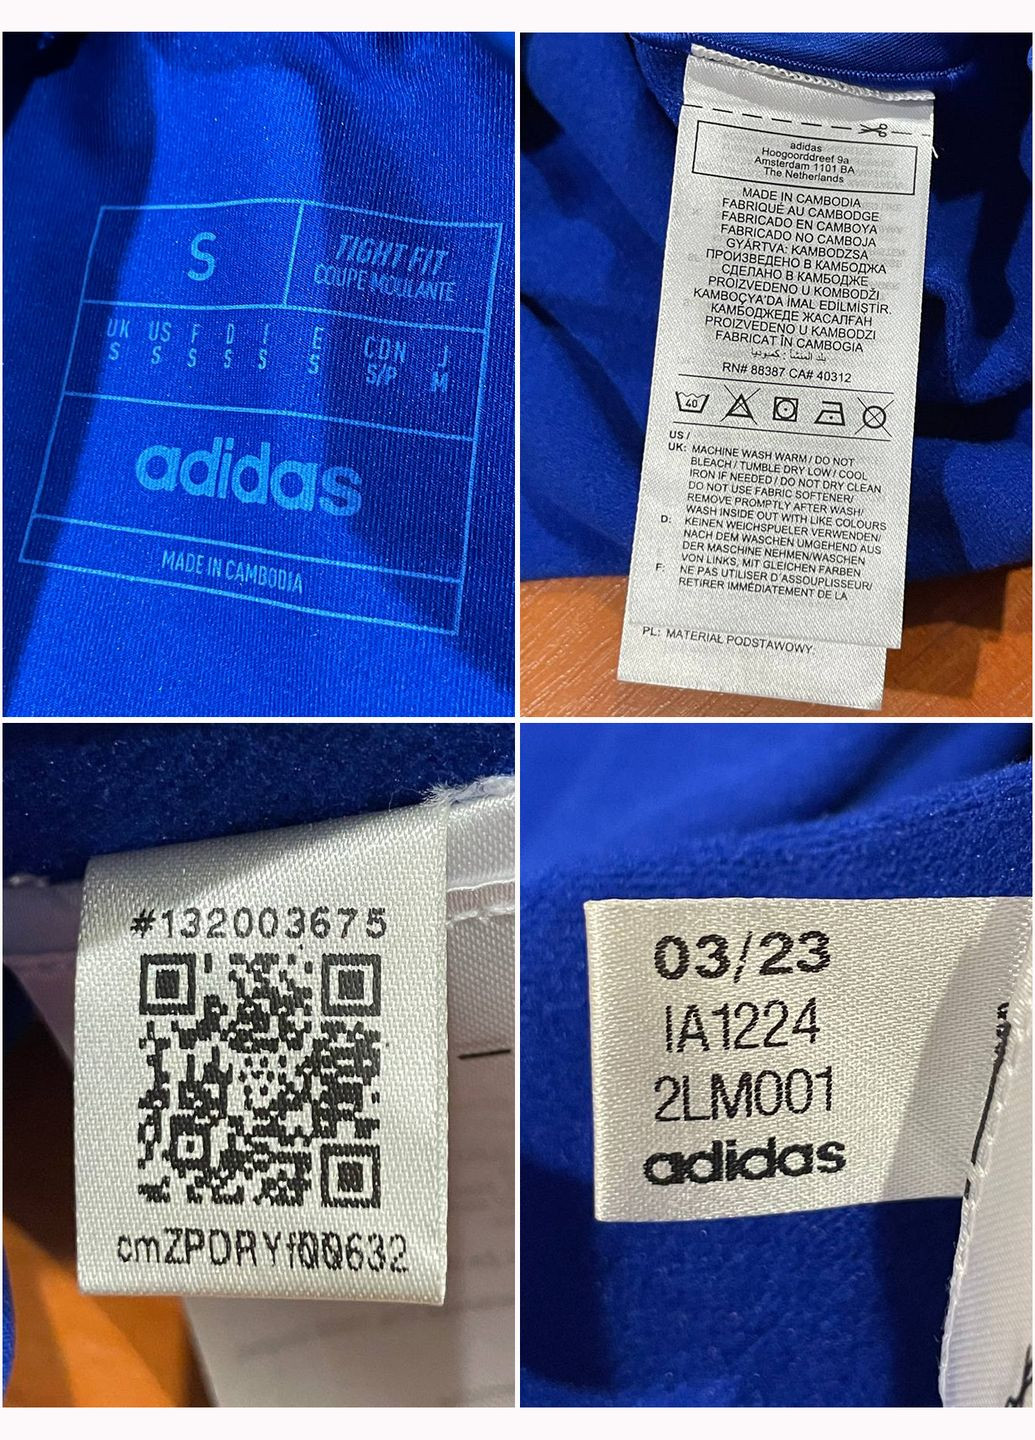 S
TIGHT FIT
COUPE MOULANTE
UK US F D I E CDN J
S S S S S S S/P M
adidas
MADE IN CAMBODIA
adidas
Hoogoorddreef 9a
Amsterdam 1101 BA
The Netherlands
MADE IN CAMBODIA
FABRIQUÉ AU CAMBODGE
FABRICADO EN CAMBOYA
FABRICADO NO CAMBOJA
GYÁRTVA: KAMBODZSA
ПРОИЗВЕДЕНО В КАМБОДЖА
СДЕЛАНО В КАМБОДЖЕ
PROIZVEDENO U KOMBODŽI
KAMBOÇYA'DA İMAL EDİLMİŞTİR.
КАМБОДЖЕДЕ ЖАСАЛҒАН
PROIZVEDENO U KAMBODZI
FABRICAT ÎN CAMBOGIA
بلد المنشأ : كمبوديا
RN# 88387 CA# 40312
40
US /
UK: MACHINE WASH WARM / DO NOT
BLEACH / TUMBLE DRY LOW / COOL
IRON IF NEEDED / DO NOT DRY CLEAN
DO NOT USE FABRIC SOFTENER/
REMOVE PROMPTLY AFTER WASH/
WASH INSIDE OUT WITH LIKE COLOURS
D: KEINEN WEICHSPUELER VERWENDEN/
NACH DEM WASCHEN UMGEHEND AUS
DER MASCHINE NEHMEN/WASCHEN
VON LINKS, MIT GLEICHEN FARBEN
F: NE PAS UTILISER D'ASSOUPLISSEUR/
RETIRER IMMÉDIATEMENT DE LA
PL: MATERIAŁ PODSTAWOWY.
#132003675
cmZPDRYf00632
03/23
IA1224
2LM001
adidas